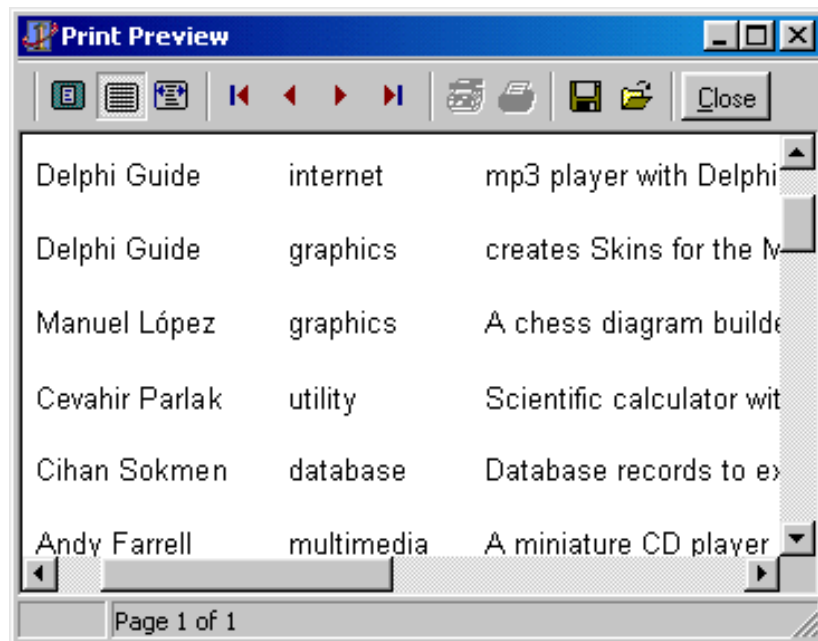 Print Preview
Close
Delphi Guide internet mp3 player with Delphi
Delphi Guide graphics creates Skins for the
Manuel López graphics A chess diagram builde
Cevahir Parlak utility Scientific calculator wit
Cihan Sokmen database Database records to ex
Andy Farrell multimedia A miniature CD player
Page 1 of 1